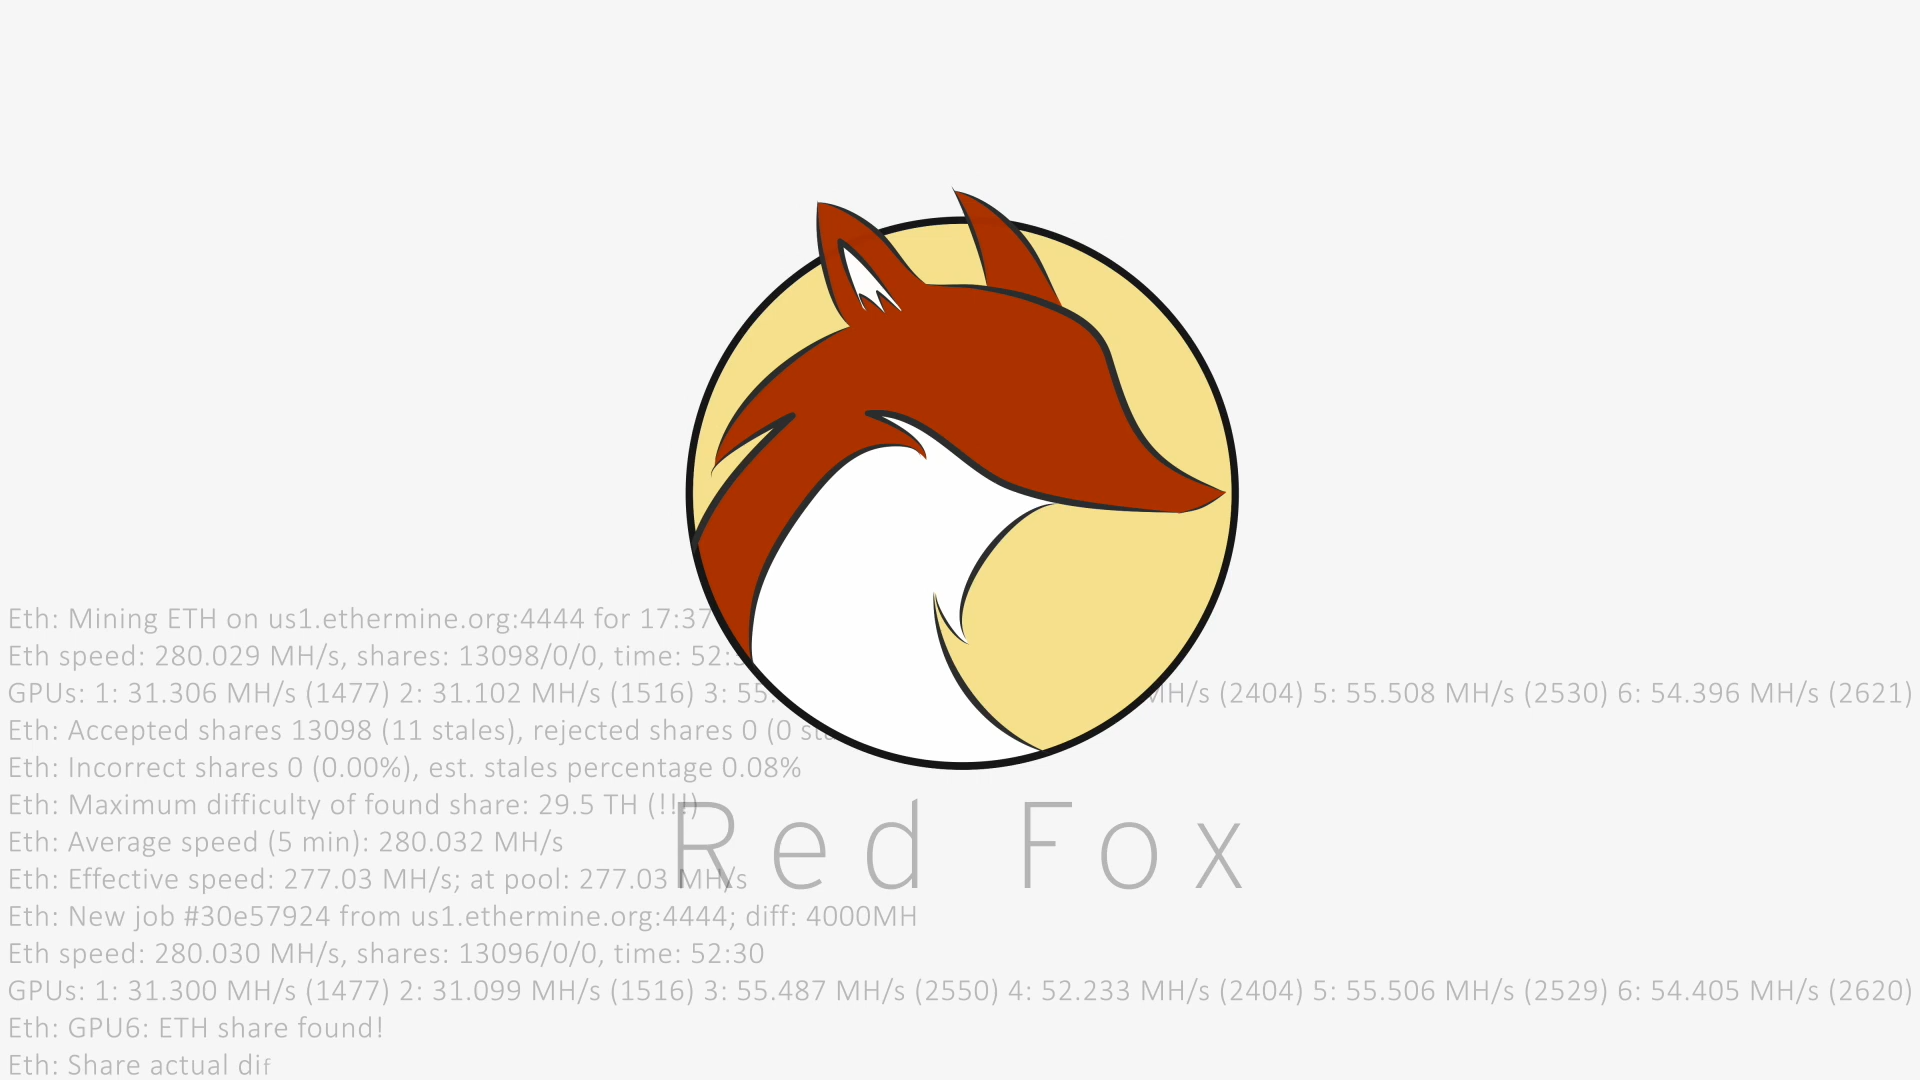 Eth: Mining ETH on us1.ethermine.org:4444 for 17:37
Eth speed: 280.029 MH/s, shares: 13098/0/0, time: 52:
GPUs: 1: 31.306 MH/s (1477) 2: 31.102 MH/s (1516) 3: 55. MH/s (2404) 5: 55.508 MH/s (2530) 6: 54.396 MH/s (2621)
Eth: Accepted shares 13098 (11 stales), rejected shares 0 (0
Eth: Incorrect shares 0 (0.00%), est. stales percentage 0.08%
Eth: Maximum difficulty of found share: 29.5 TH (!!!)
Eth: Average speed (5 min): 280.032 MH/s
Red Fox
Eth: Effective speed: 277.03 MH/s; at pool: 277.03 MH/s
Eth: New job #30e57924 from us1.ethermine.org:4444; diff: 4000MH
Eth speed: 280.030 MH/s, shares: 13096/0/0, time: 52:30
GPUs: 1: 31.300 MH/s (1477) 2: 31.099 MH/s (1516) 3: 55.487 MH/s (2550) 4: 52.233 MH/s (2404) 5: 55.506 MH/s (2529) 6: 54.405 MH/s (2620)
Eth: GPU6: ETH share found!
Eth: Share actual dif